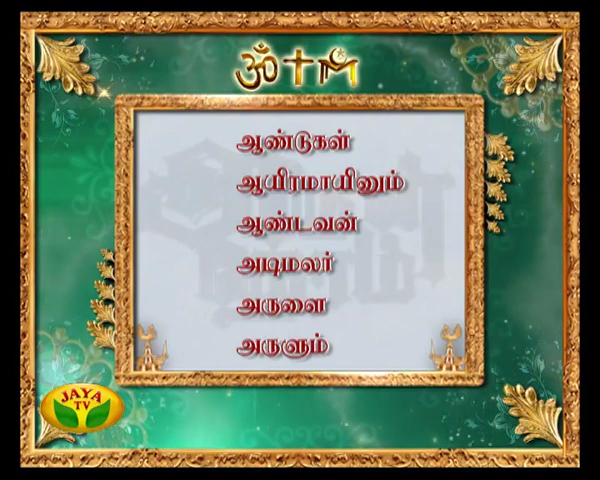 ஆண்டுகள்
ஆயிரமாயினும்
ஆண்டவன்
அடிமலர்
அருளை
அருளும்
JAYA
TV